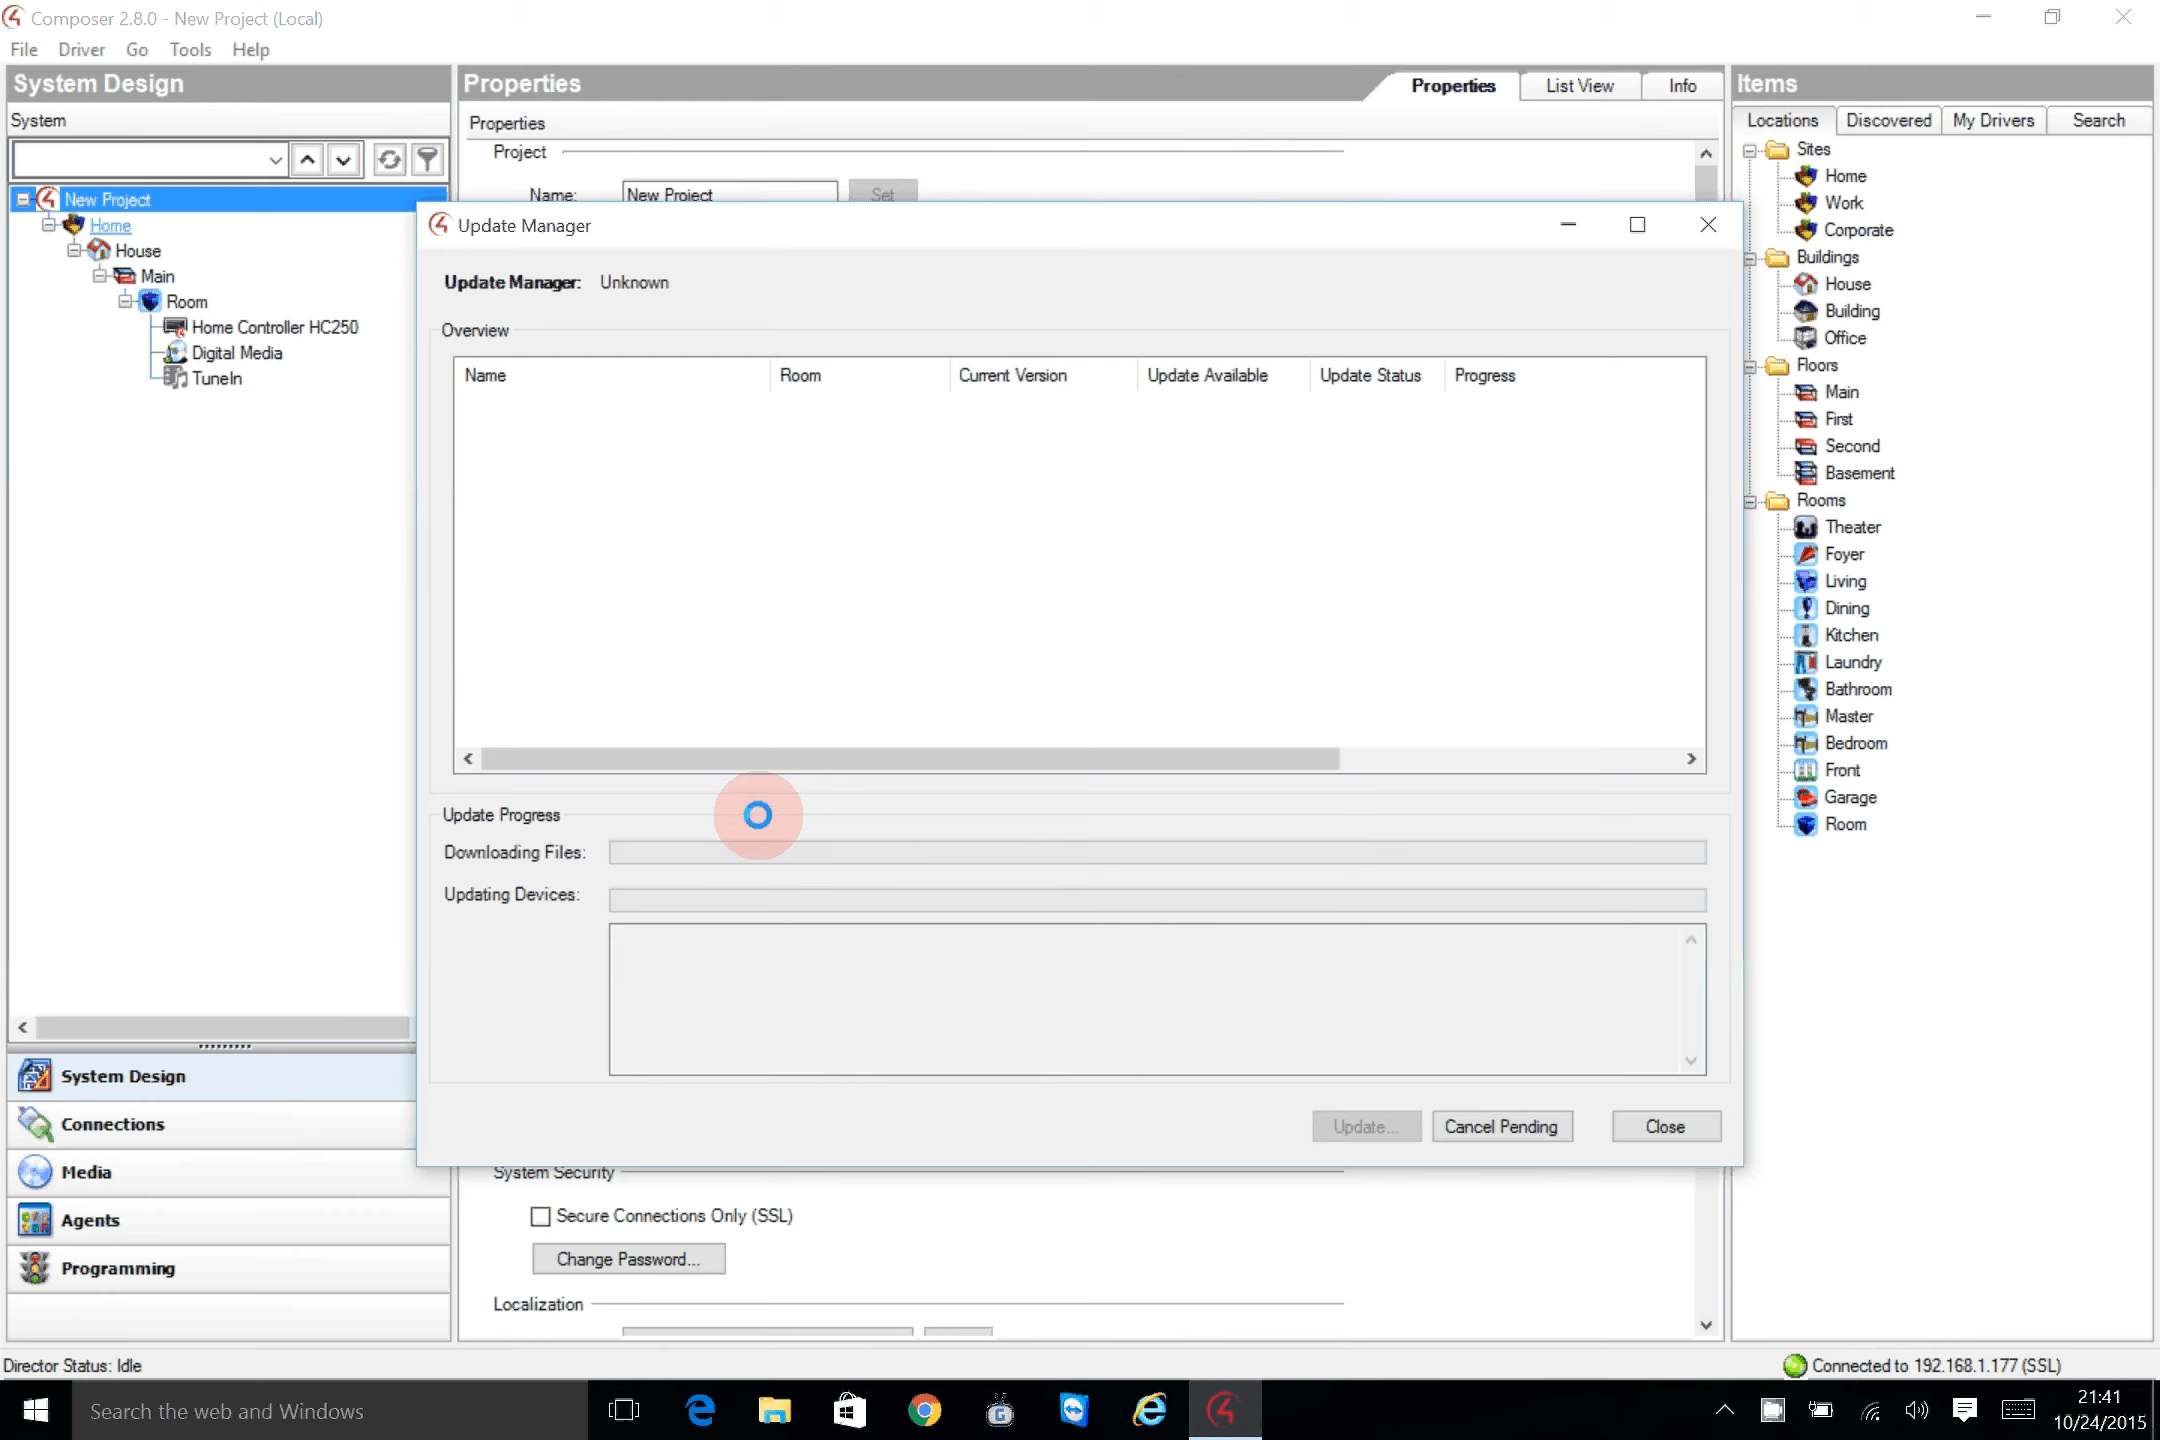 Composer 2.8.0 - New Project (Local)
File Driver Go Tools Help
System Design
System
New Project
Home
House
Main
Room
Home Controller HC250
Digital Media
TuneIn
System Design
Connections
Media
Agents
Programming
Properties
Properties List View Info
Properties
Project
Name: New Project Set
Update Manager
Update Manager: Unknown
Overview
Name Room Current Version Update Available Update Status Progress
Update Progress
Downloading Files:
Updating Devices:
Update... Cancel Pending Close
System Security
Secure Connections Only (SSL)
Change Password...
Localization
Items
Locations Discovered My Drivers Search
Sites
Home
Work
Corporate
Buildings
House
Building
Office
Floors
Main
First
Second
Basement
Rooms
Theater
Foyer
Living
Dining
Kitchen
Laundry
Bathroom
Master
Bedroom
Front
Garage
Room
Director Status: Idle
Connected to 192.168.1.177 (SSL)
Search the web and Windows
21:41
10/24/2015